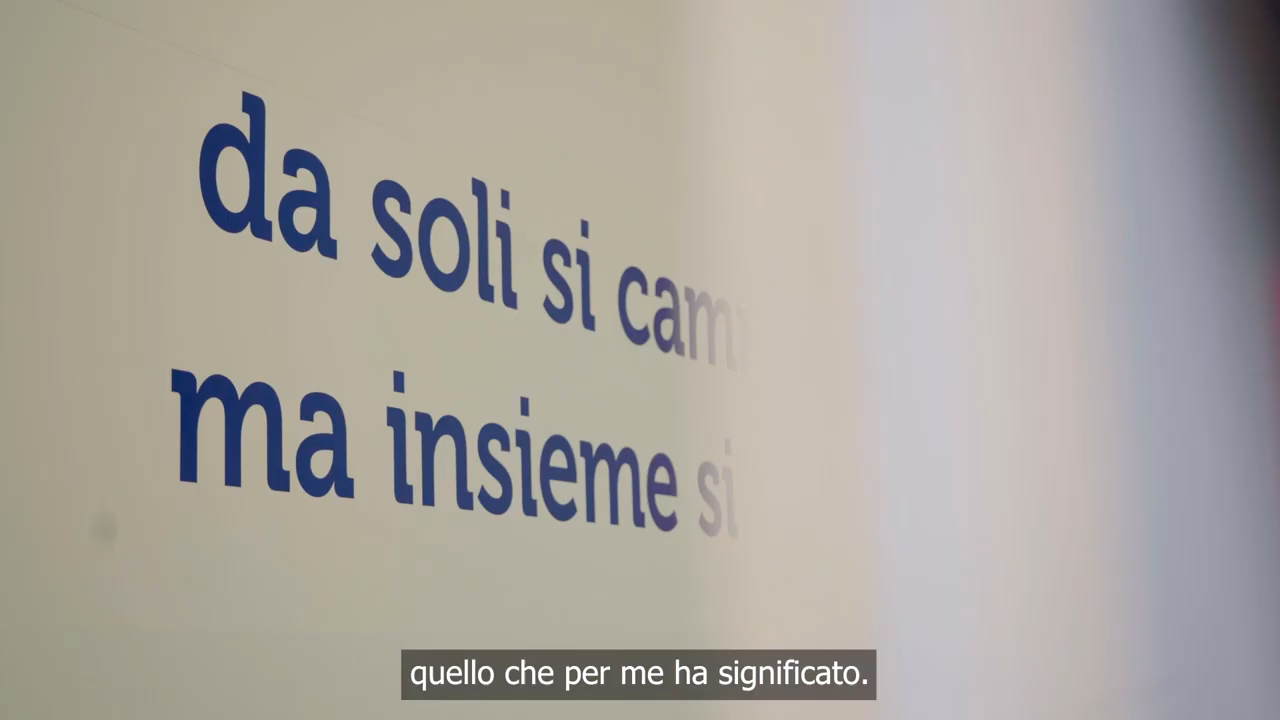 da soli si
ma insieme si
quello che per me ha significato.